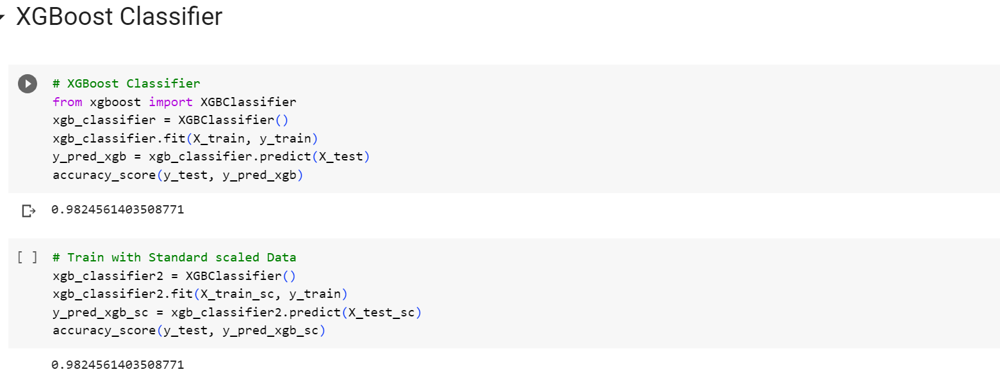 XGBoost Classifier
# XGBoost Classifier
from xgboost import XGBClassifier
xgb_classifier = XGBClassifier()
xgb_classifier.fit(X_train, y_train)
y_pred_xgb = xgb_classifier.predict(X_test)
accuracy_score(y_test, y_pred_xgb)
0.9824561403508771
[ ] # Train with Standard scaled Data
xgb_classifier2 = XGBClassifier()
xgb_classifier2.fit(X_train_sc, y_train)
y_pred_xgb_sc = xgb_classifier2.predict(X_test_sc)
accuracy_score(y_test, y_pred_xgb_sc)
0.9824561403508771